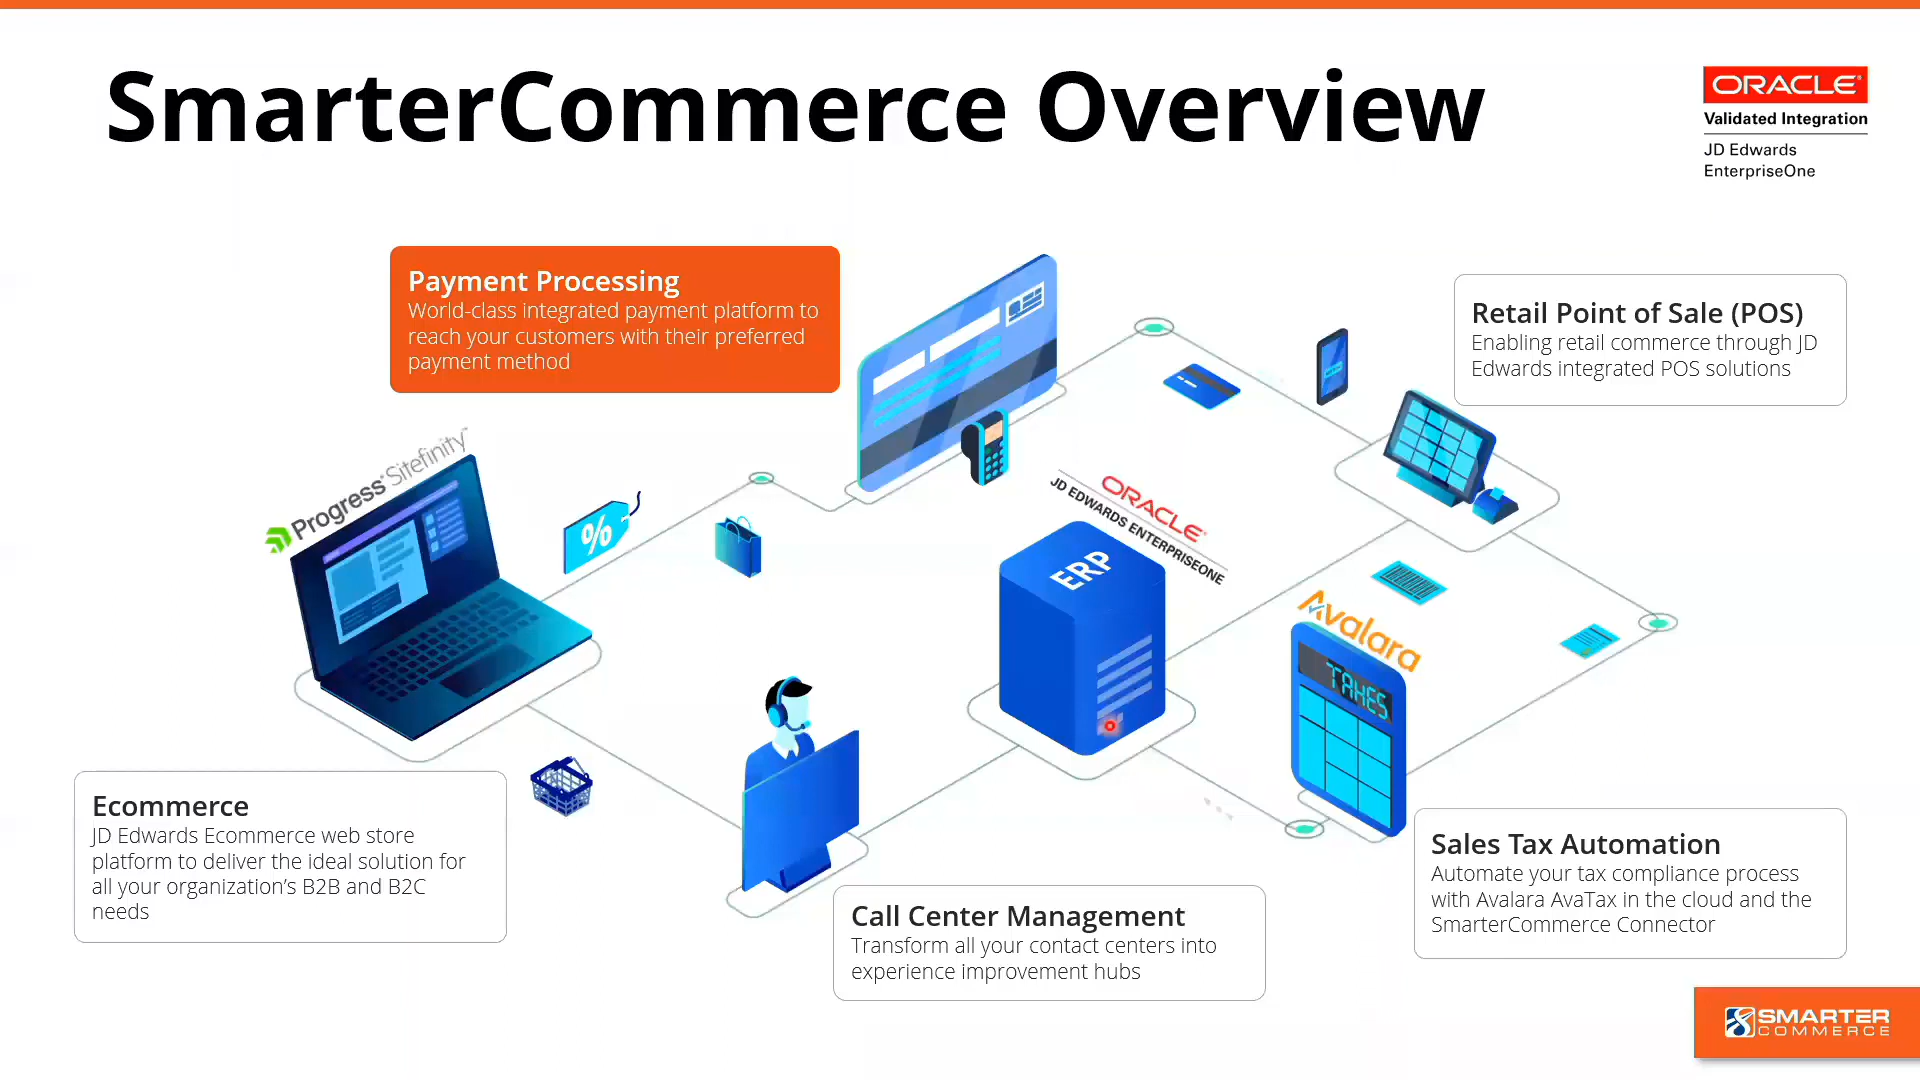 SmarterCommerce Overview
ORACLE®
Validated Integration
JD Edwards
EnterpriseOne
Payment Processing
World-class integrated payment platform to
reach your customers with their preferred
payment method
Retail Point of Sale (POS)
Enabling retail commerce through JD
Edwards integrated POS solutions
Progress® Sitefinity™
%
ORACLE®
JD EDWARDS ENTERPRISEONE
ERP
Avalara
TAXES
Ecommerce
JD Edwards Ecommerce web store
platform to deliver the ideal solution for
all your organization’s B2B and B2C
needs
Call Center Management
Transform all your contact centers into
experience improvement hubs
Sales Tax Automation
Automate your tax compliance process
with Avalara AvaTax in the cloud and the
SmarterCommerce Connector
SMARTER
COMMERCE